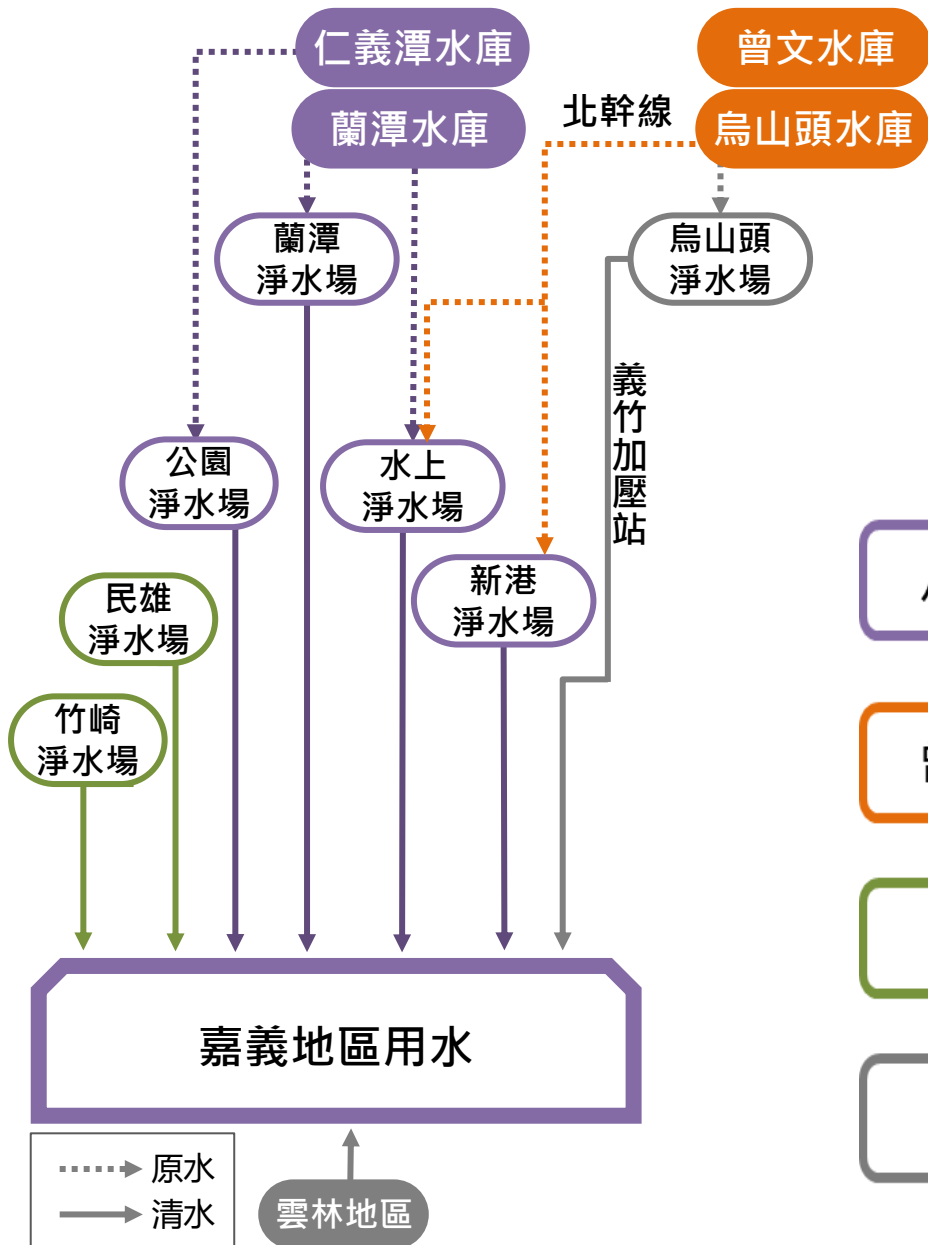 仁義潭水庫
蘭潭水庫
曾文水庫
烏山頭水庫
北幹線
蘭潭
淨水場
烏山頭
淨水場
義竹加壓站
公園
淨水場
水上
淨水場
民雄
淨水場
新港
淨水場
竹崎
淨水場
嘉義地區用水
原水
清水
雲林地區